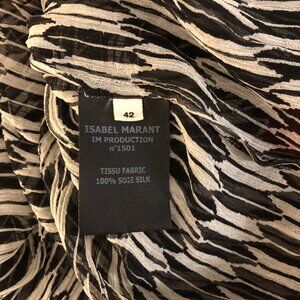 42
ISABEL MARANT
IM PRODUCTION
n°1501
TISSU FABRIC
100% SOIE SILK